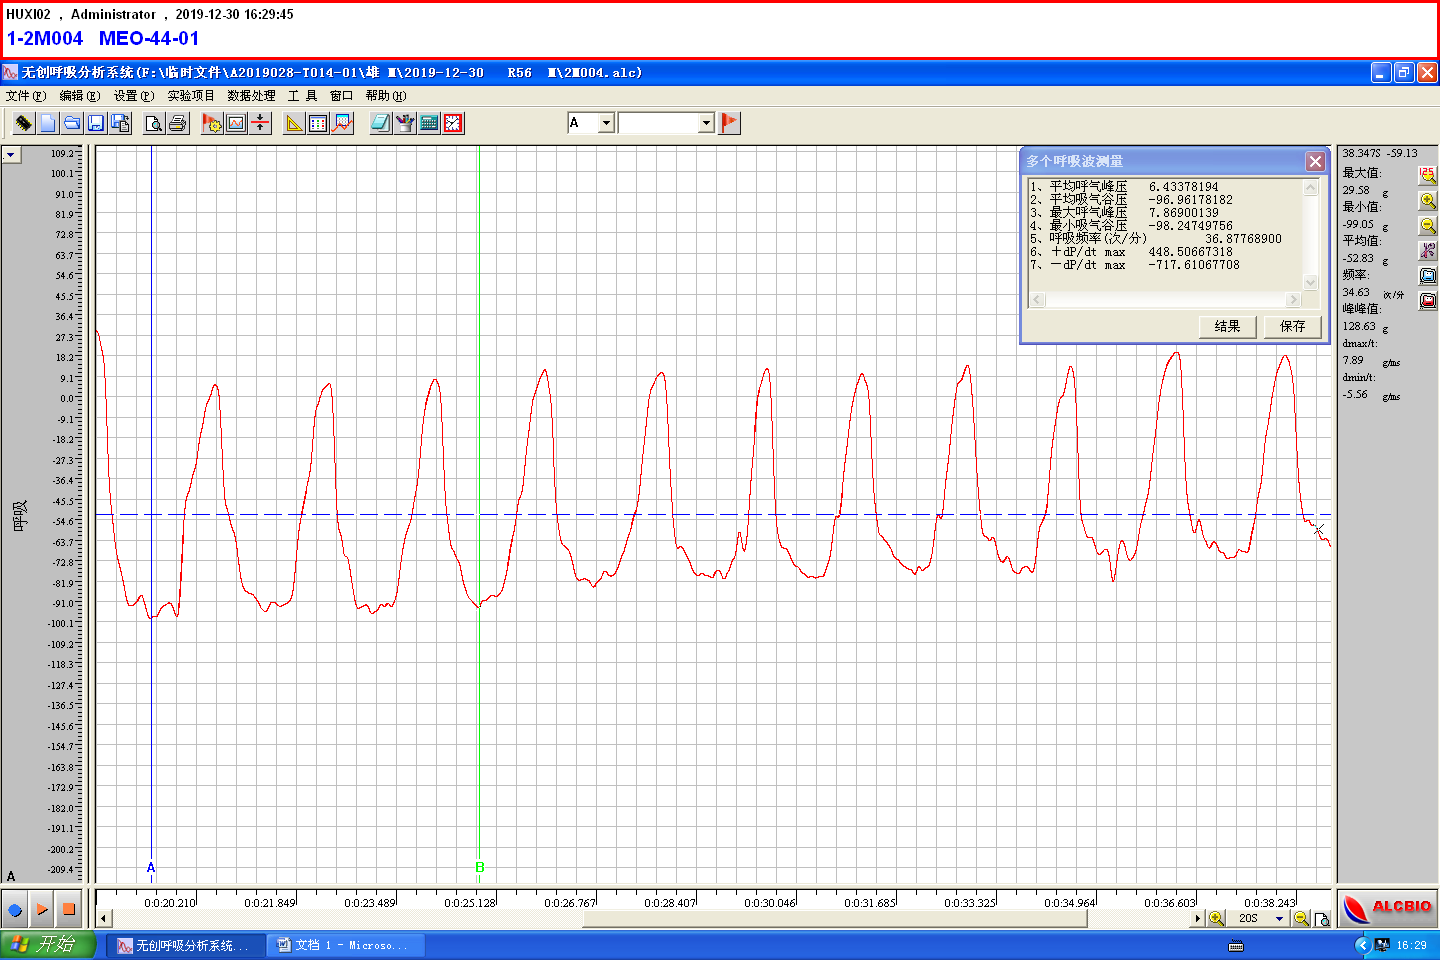 HUXI02 , Administrator , 2019-12-30 16:29:45
1-2M004 MEO-44-01
无创呼吸分析系统(F:\临时文件\A2019028-T014-01\雄 M\2019-12-30 R56 M\2M004.alc)
文件(F) 编辑(E) 设置(P) 实验项目 数据处理 工 具 窗口 帮助(H)
A
109.2
100.1
91.0
81.9
72.8
63.7
54.6
45.5
36.4
27.3
18.2
9.1
0.0
-9.1
-18.2
-27.3
-36.4
-45.5
-54.6
-63.7
-72.8
-81.9
-91.0
-100.1
-109.2
-118.3
-127.4
-136.5
-145.6
-154.7
-163.8
-172.9
-182.0
-191.1
-200.2
-209.4
呼吸
A
多个呼吸波测量
1、平均呼气峰压 6.43378194
2、平均吸气谷压 -96.96178182
3、最大呼气峰压 7.86900139
4、最小吸气谷压 -98.24749756
5、呼吸频率(次/分) 36.87768900
6、＋dP/dt max 448.50667318
7、－dP/dt max -717.61067708
结果 保存
38.347S -59.13
最大值:
29.58 g
最小值:
-99.05 g
平均值:
-52.83 g
频率:
34.63 次/分
峰峰值:
128.63 g
dmax/t:
7.89 g/ms
dmin/t:
-5.56 g/ms
125
A B
0:0:20.210 0:0:21.849 0:0:23.489 0:0:25.128 0:0:26.767 0:0:28.407 0:0:30.046 0:0:31.685 0:0:33.325 0:0:34.964 0:0:36.603 0:0:38.243
20S
ALCBIO
开始 无创呼吸分析系统... 文档 1 - Microso... 16:29